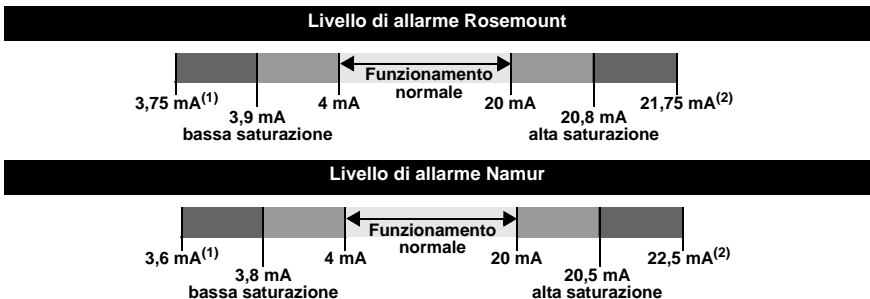 Livello di allarme Rosemount
Funzionamento
normale
3,75 mA(1) 4 mA 20 mA 21,75 mA(2)
3,9 mA 20,8 mA
bassa saturazione alta saturazione
Livello di allarme Namur
Funzionamento
normale
3,6 mA(1) 4 mA 20 mA 22,5 mA(2)
3,8 mA 20,5 mA
bassa saturazione alta saturazione